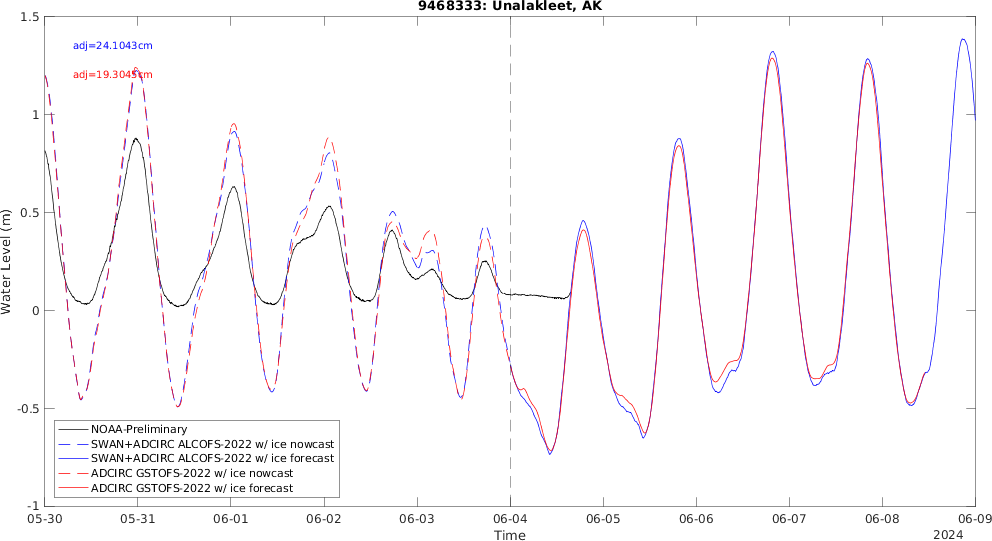 9468333: Unalakleet, AK
1.5
adj=24.1043cm
adj=19.3045cm
1
0.5
0
-0.5
-1
Water Level (m)
NOAA-Preliminary
SWAN+ADCIRC ALCOFS-2022 w/ ice nowcast
SWAN+ADCIRC ALCOFS-2022 w/ ice forecast
ADCIRC GSTOFS-2022 w/ ice nowcast
ADCIRC GSTOFS-2022 w/ ice forecast
05-30 05-31 06-01 06-02 06-03 06-04 06-05 06-06 06-07 06-08 06-09
Time
2024